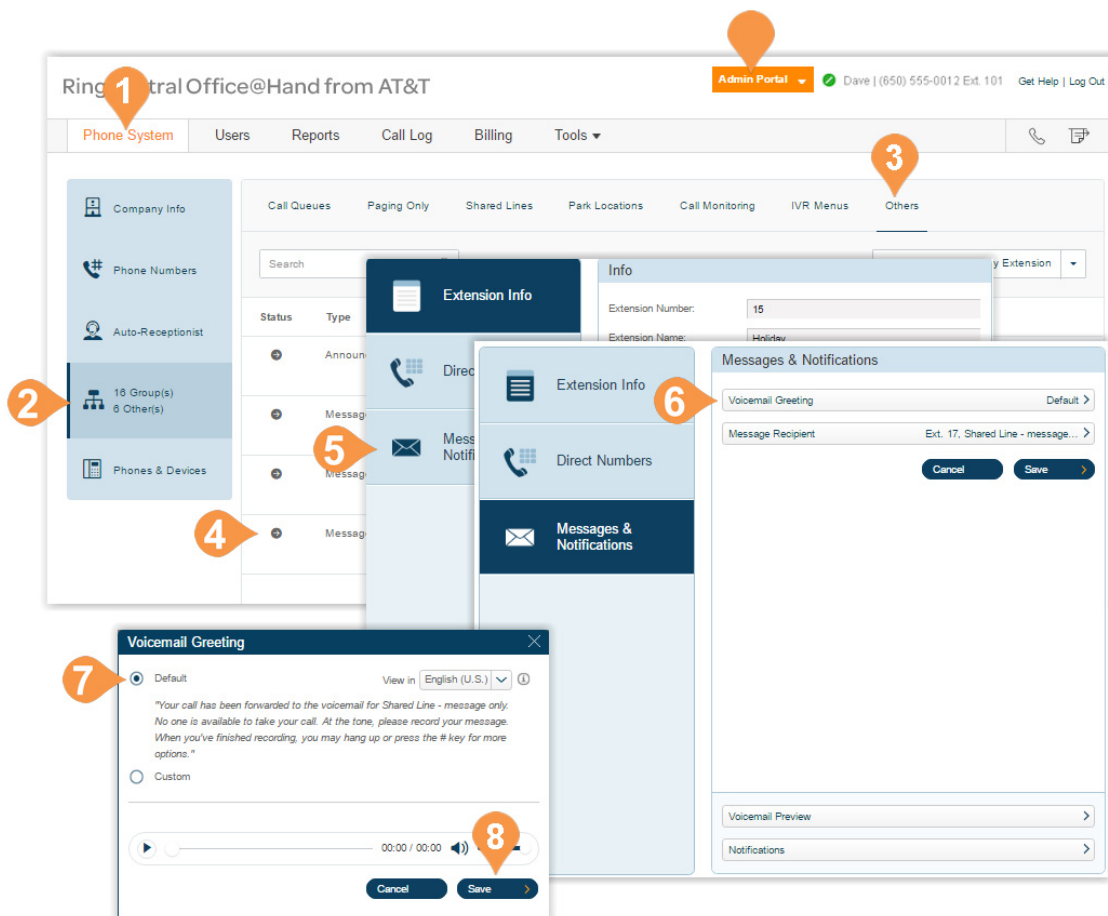 Ring tral Office@Hand from AT&T
Admin Portal
Dave | (650) 555-0012 Ext. 101
Get Help | Log Out
1
Phone System
Users
Reports
Call Log
Billing
Tools
3
Company Info
Phone Numbers
Auto-Receptionist
2
16 Group(s)
6 Other(s)
Phones & Devices
Call Queues
Paging Only
Shared Lines
Park Locations
Call Monitoring
IVR Menus
Others
Search
y Extension
Status
Type
Announ
Messag
Messag
4
Messag
Extension Info
Direc
5
Mess
Notifi
Info
Extension Number:
15
Extension Name:
Holiday
Extension Info
Direct Numbers
Messages &
Notifications
Messages & Notifications
6
Voicemail Greeting
Default
Message Recipient
Ext. 17, Shared Line - message...
Cancel
Save
Voicemail Preview
Notifications
Voicemail Greeting
7
Default
View in
English (U.S.)
"Your call has been forwarded to the voicemail for Shared Line - message only.
No one is available to take your call. At the tone, please record your message.
When you've finished recording, you may hang up or press the # key for more
options."
Custom
00:00 / 00:00
8
Cancel
Save